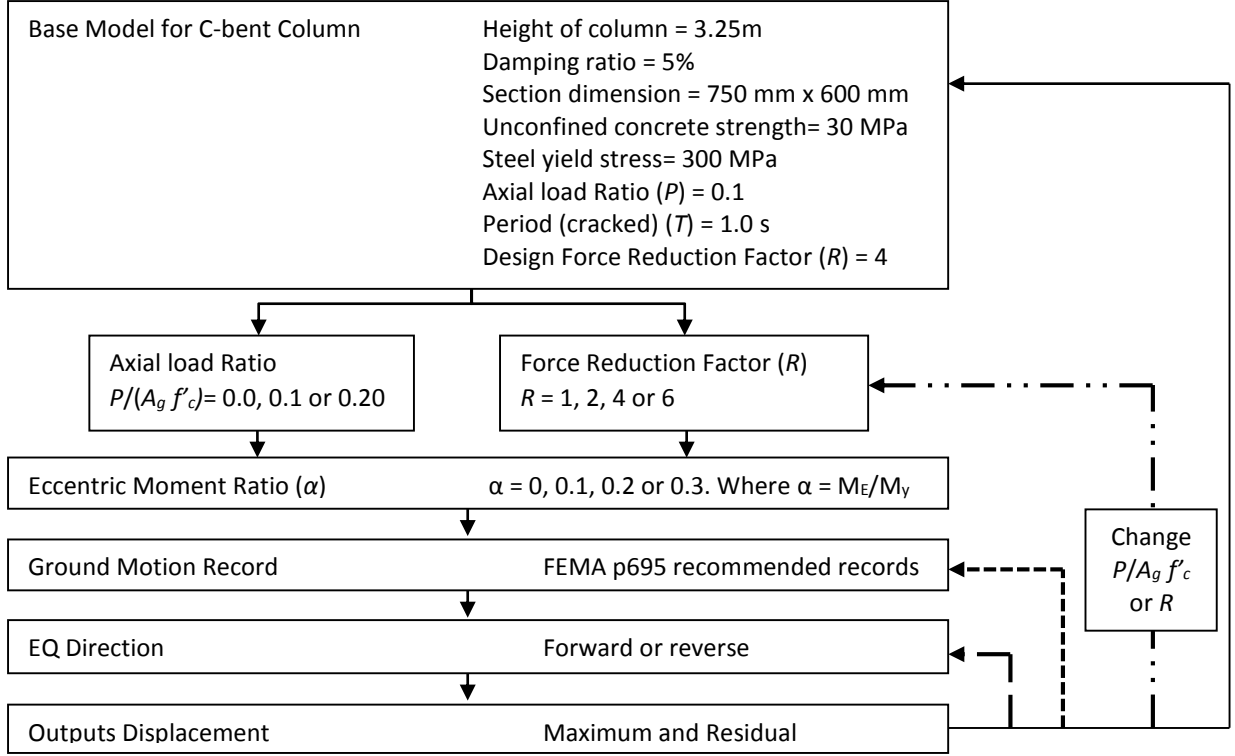 Base Model for C-bent Column
Height of column = 3.25m
Damping ratio = 5%
Section dimension = 750 mm x 600 mm
Unconfined concrete strength= 30 MPa
Steel yield stress= 300 MPa
Axial load Ratio (P) = 0.1
Period (cracked) (T) = 1.0 s
Design Force Reduction Factor (R) = 4
Axial load Ratio
P/(Ag f'c)= 0.0, 0.1 or 0.20
Force Reduction Factor (R)
R = 1, 2, 4 or 6
Eccentric Moment Ratio (α) α = 0, 0.1, 0.2 or 0.3. Where α = ME/My
Ground Motion Record FEMA p695 recommended records
EQ Direction Forward or reverse
Outputs Displacement Maximum and Residual
Change
P/Ag f'c
or R